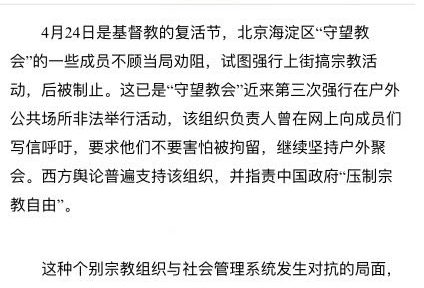 4月24日是基督教的复活节，北京海淀区“守望教
会”的一些成员不顾当局劝阻，试图强行上街搞宗教活
动，后被制止。这已是“守望教会”近来第三次强行在户外
公共场所非法举行活动，该组织负责人曾在网上向成员们
写信呼吁，要求他们不要害怕被拘留，继续坚持户外聚
会。西方舆论普遍支持该组织，并指责中国政府“压制宗
教自由”。
这种个别宗教组织与社会管理系统发生对抗的局面，